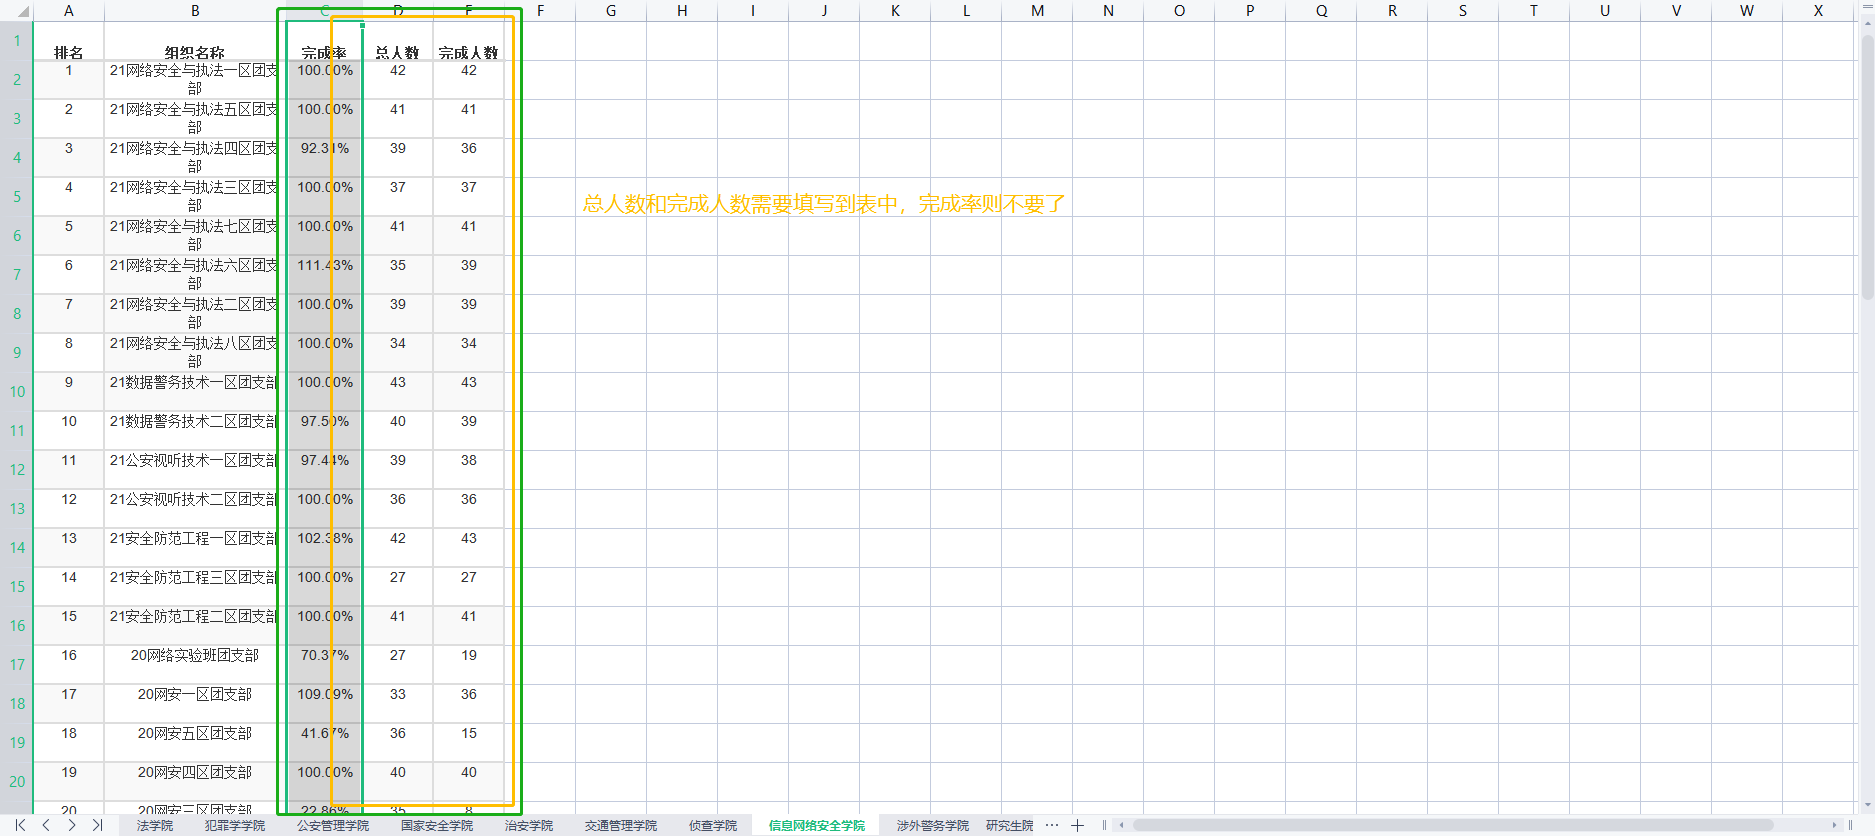 A B C D E F G H I J K L M N O P Q R S T U V W X
1 排名 组织名称 完成率 总人数 完成人数
2 1 21网络安全与执法一区团支部 100.00% 42 42
3 2 21网络安全与执法五区团支部 100.00% 41 41
4 3 21网络安全与执法四区团支部 92.31% 39 36
5 4 21网络安全与执法三区团支部 100.00% 37 37
总人数和完成人数需要填写到表中，完成率则不要了
6 5 21网络安全与执法七区团支部 100.00% 41 41
7 6 21网络安全与执法六区团支部 111.43% 35 39
8 7 21网络安全与执法二区团支部 100.00% 39 39
9 8 21网络安全与执法八区团支部 100.00% 34 34
10 9 21数据警务技术一区团支部 100.00% 43 43
11 10 21数据警务技术二区团支部 97.50% 40 39
12 11 21公安视听技术一区团支部 97.44% 39 38
13 12 21公安视听技术二区团支部 100.00% 36 36
14 13 21安全防范工程一区团支部 102.38% 42 43
15 14 21安全防范工程三区团支部 100.00% 27 27
16 15 21安全防范工程二区团支部 100.00% 41 41
17 16 20网络实验班团支部 70.37% 27 19
18 17 20网安一区团支部 109.09% 33 36
19 18 20网安五区团支部 41.67% 36 15
20 19 20网安四区团支部 100.00% 40 40
20 20网安三区团支部 22.86% 35 8
法学院 犯罪学学院 公安管理学院 国家安全学院 治安学院 交通管理学院 侦查学院 信息网络安全学院 涉外警务学院 研究生院 ···